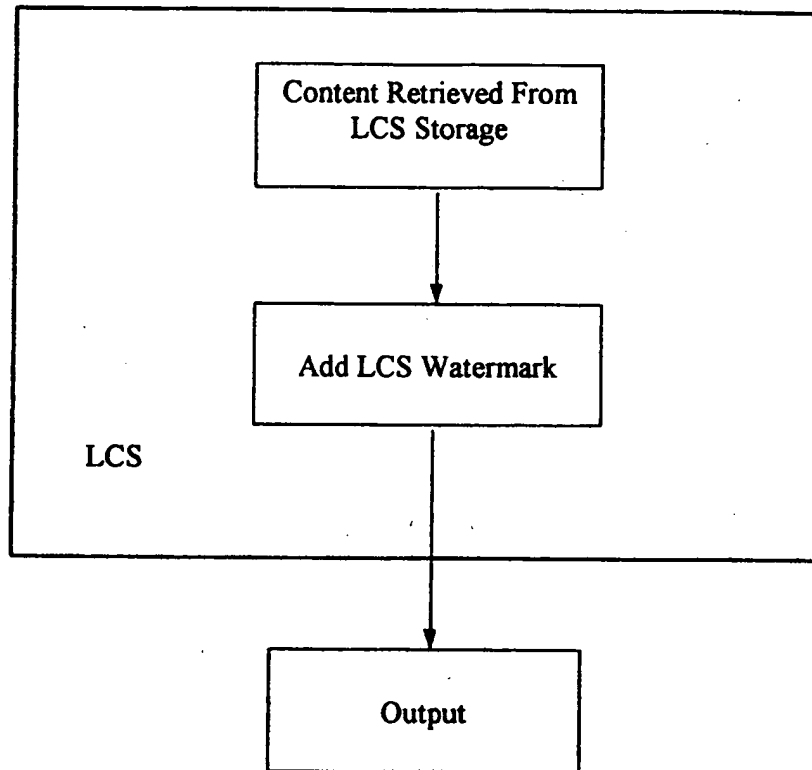 Content Retrieved From
LCS Storage
Add LCS Watermark
LCS
Output